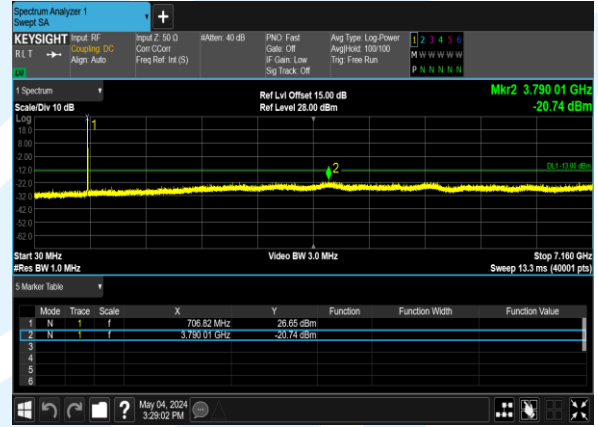 Spectrum Analyzer 1
Swept SA
KEYSIGHT Input: RF Input Z: 50 Ω #Atten: 40 dB PNO: Fast Avg Type: Log-Power 1 2 3 4 5 6
RLT Coupling: DC Corr CCorr Gate: Off Avg|Hold: 100/100 M W W W W W
Align: Auto Freq Ref: Int (S) IF Gain: Low Trig: Free Run
Sig Track: Off P N N N N N
LXI
1 Spectrum Ref Lvl Offset 15.00 dB Mkr2 3.790 01 GHz
Scale/Div 10 dB Ref Level 28.00 dBm -20.74 dBm
Log
1
18.0
8.00
-2.00
-12.0 2 DL1 -13.00 dBm
-22.0
-32.0
-42.0
-52.0
-62.0
Start 30 MHz Video BW 3.0 MHz Stop 7.160 GHz
#Res BW 1.0 MHz Sweep 13.3 ms (40001 pts)
5 Marker Table
Mode Trace Scale X Y Function Function Width Function Value
1 N 1 f 706.82 MHz 26.65 dBm
2 N 1 f 3.790 01 GHz -20.74 dBm
3
4
5
6
? May 04, 2024
3:29:02 PM